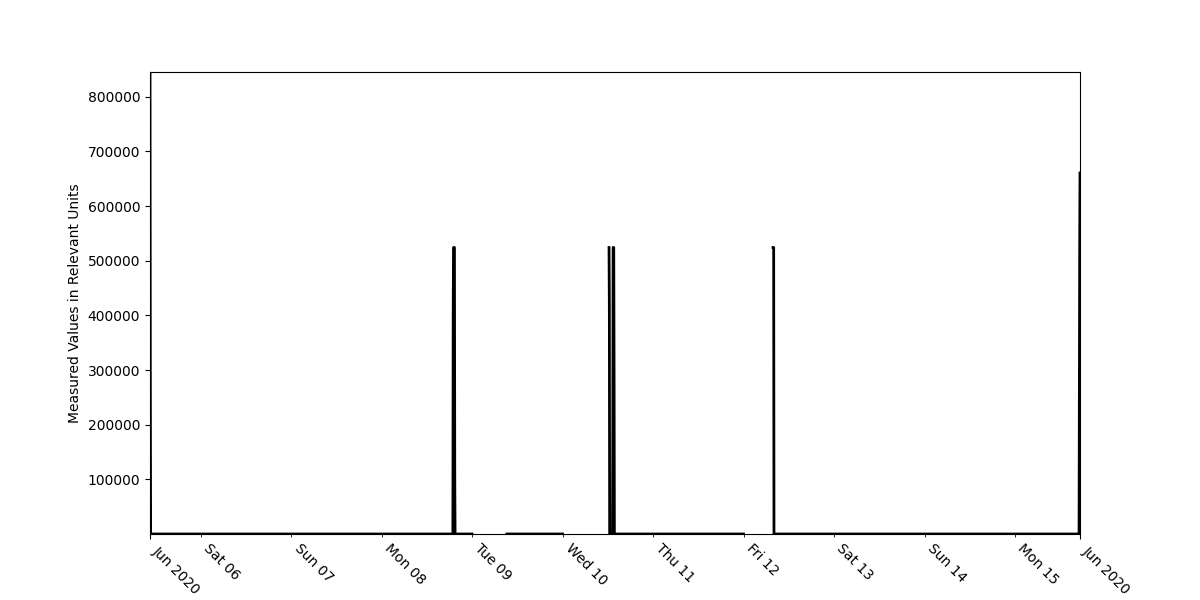 800000
700000
600000
500000
400000
300000
200000
100000
Measured Values in Relevant Units
Jun 2020
Sat 06
Sun 07
Mon 08
Tue 09
Wed 10
Thu 11
Fri 12
Sat 13
Sun 14
Mon 15
Jun 2020